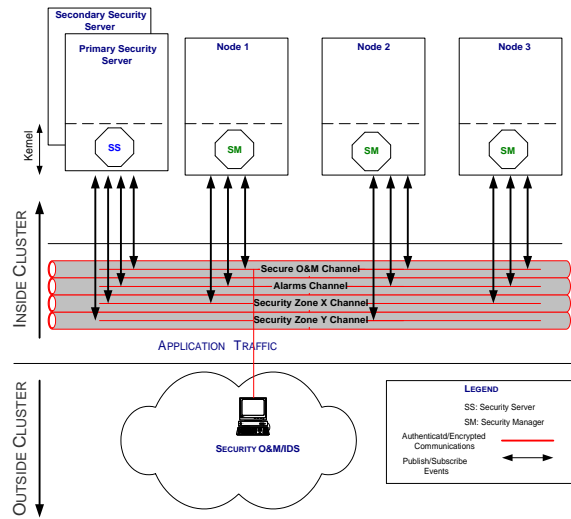 Secondary Security
Server
Primary Security
Server
Node 1
Node 2
Node 3
Kernel
SS
SM
SM
SM
INSIDE CLUSTER
Secure O&M Channel
Alarms Channel
Security Zone X Channel
Security Zone Y Channel
APPLICATION TRAFFIC
OUTSIDE CLUSTER
SECURITY O&M/IDS
LEGEND
SS: Security Server
SM: Security Manager
Authenticatd/Encrypted
Communications
Publish/Subscribe
Events